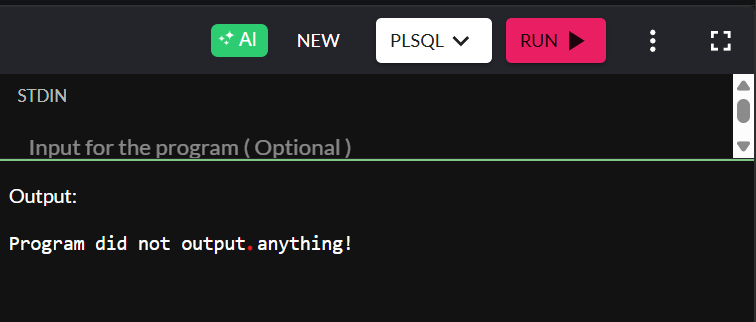 AI NEW PLSQL RUN
STDIN
Input for the program ( Optional )
Output:
Program did not output.anything!